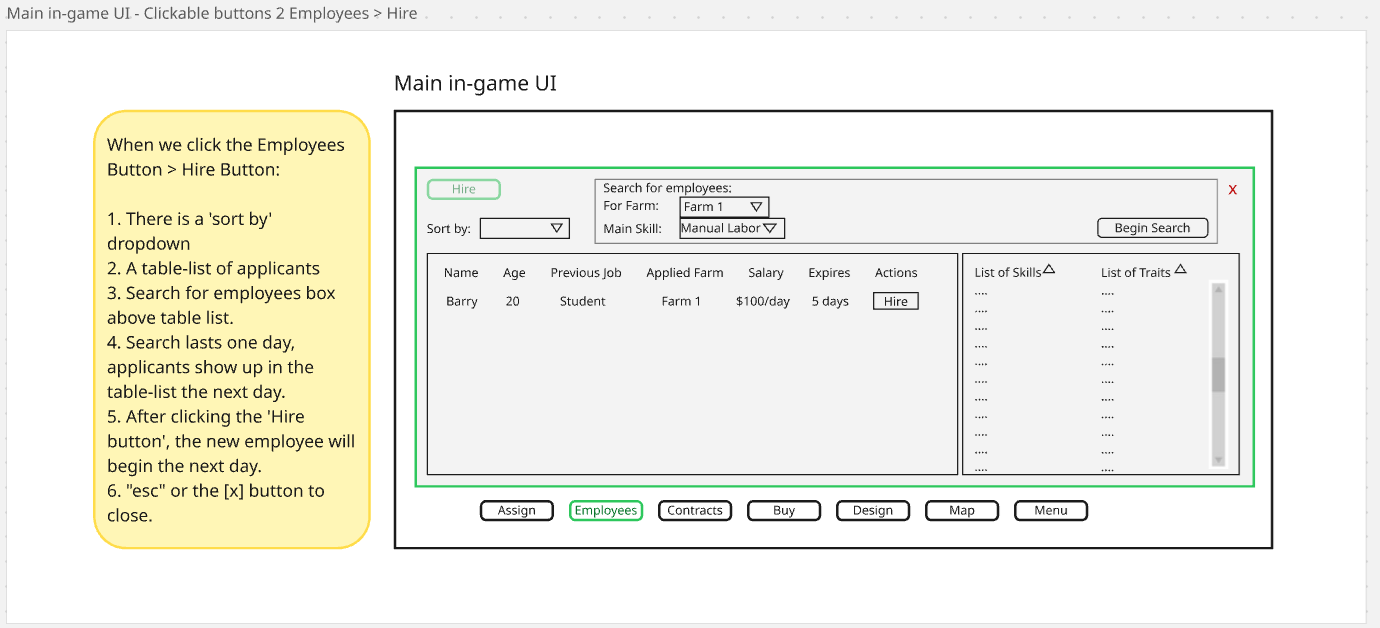 Main in-game UI - Clickable buttons 2 Employees > Hire
Main in-game UI
When we click the Employees
Button > Hire Button:
1. There is a 'sort by'
dropdown
2. A table-list of applicants
3. Search for employees box
above table list.
4. Search lasts one day,
applicants show up in the
table-list the next day.
5. After clicking the 'Hire
button', the new employee will
begin the next day.
6. "esc" or the [x] button to
close.
Hire
Search for employees:
X
For Farm: Farm 1
Sort by:
Main Skill: Manual Labor
Begin Search
Name Age Previous Job Applied Farm Salary Expires Actions
Barry 20 Student Farm 1 $100/day 5 days Hire
List of Skills List of Traits
.... ....
.... ....
.... ....
.... ....
.... ....
.... ....
.... ....
.... ....
.... ....
.... ....
.... ....
Assign Employees Contracts Buy Design Map Menu